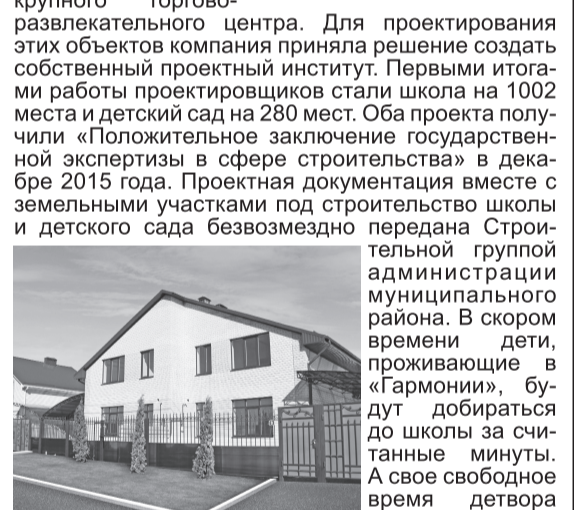 крупного торгово-
развлекательного центра. Для проектирования
этих объектов компания приняла решение создать
собственный проектный институт. Первыми итога-
ми работы проектировщиков стали школа на 1002
места и детский сад на 280 мест. Оба проекта полу-
чили «Положительное заключение государствен-
ной экспертизы в сфере строительства» в дека-
бре 2015 года. Проектная документация вместе с
земельными участками под строительство школы
и детского сада безвозмездно передана Строи-
тельной группой
администрации
муниципального
района. В скором
времени дети,
проживающие в
«Гармонии», бу-
дут добираться
до школы за счи-
танные минуты.
А свое свободное
время детвора